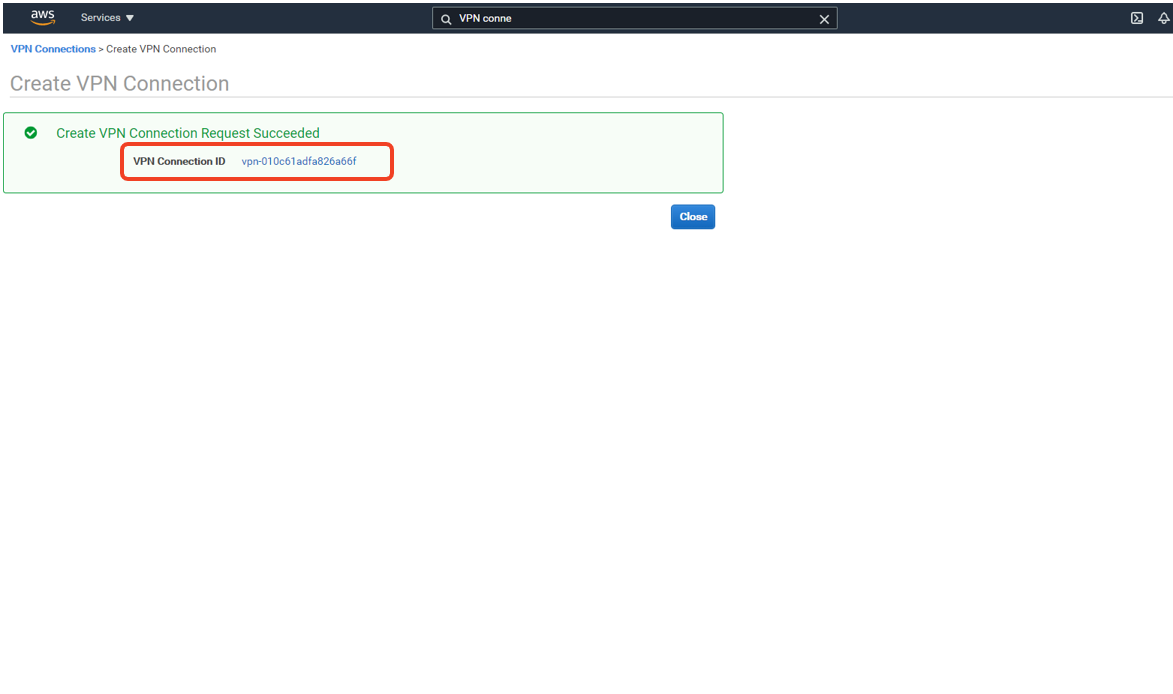 aws Services VPN conne
VPN Connections > Create VPN Connection
Create VPN Connection
Create VPN Connection Request Succeeded
VPN Connection ID vpn-010c61adfa826a66f
Close